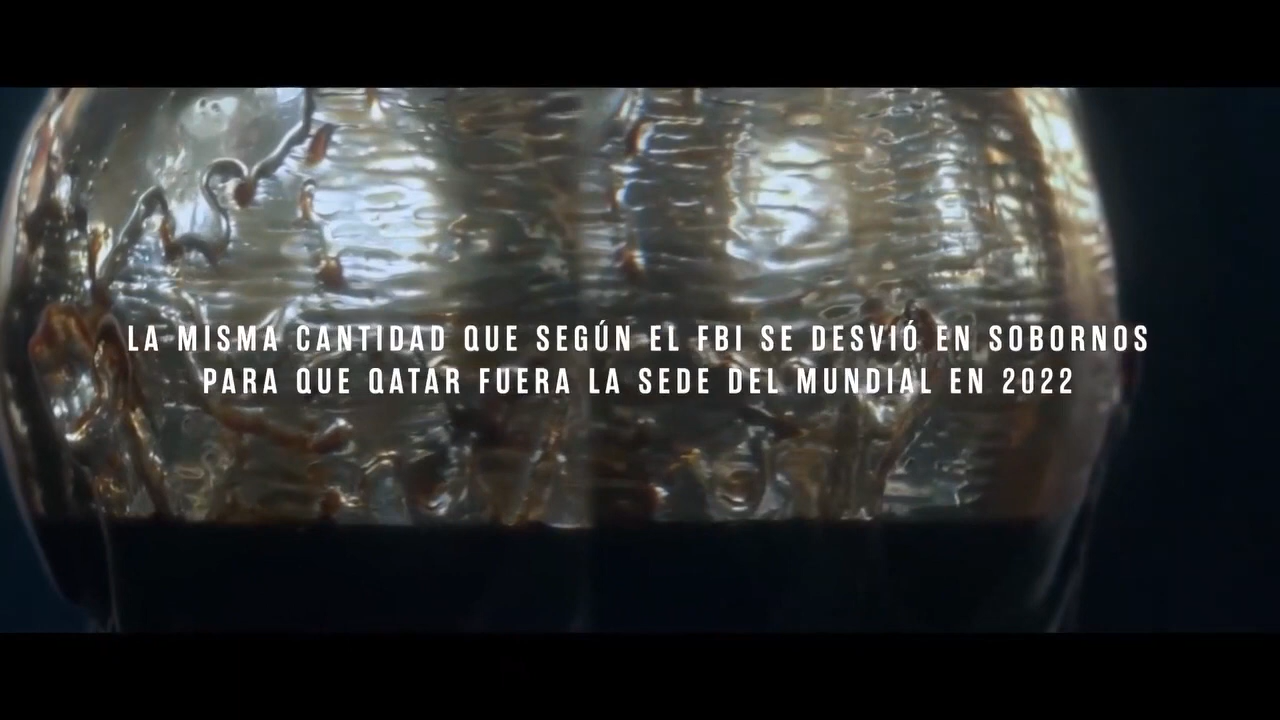 LA MISMA CANTIDAD QUE SEGÚN EL FBI SE DESVIÓ EN SOBORNOS
PARA QUE QATAR FUERA LA SEDE DEL MUNDIAL EN 2022